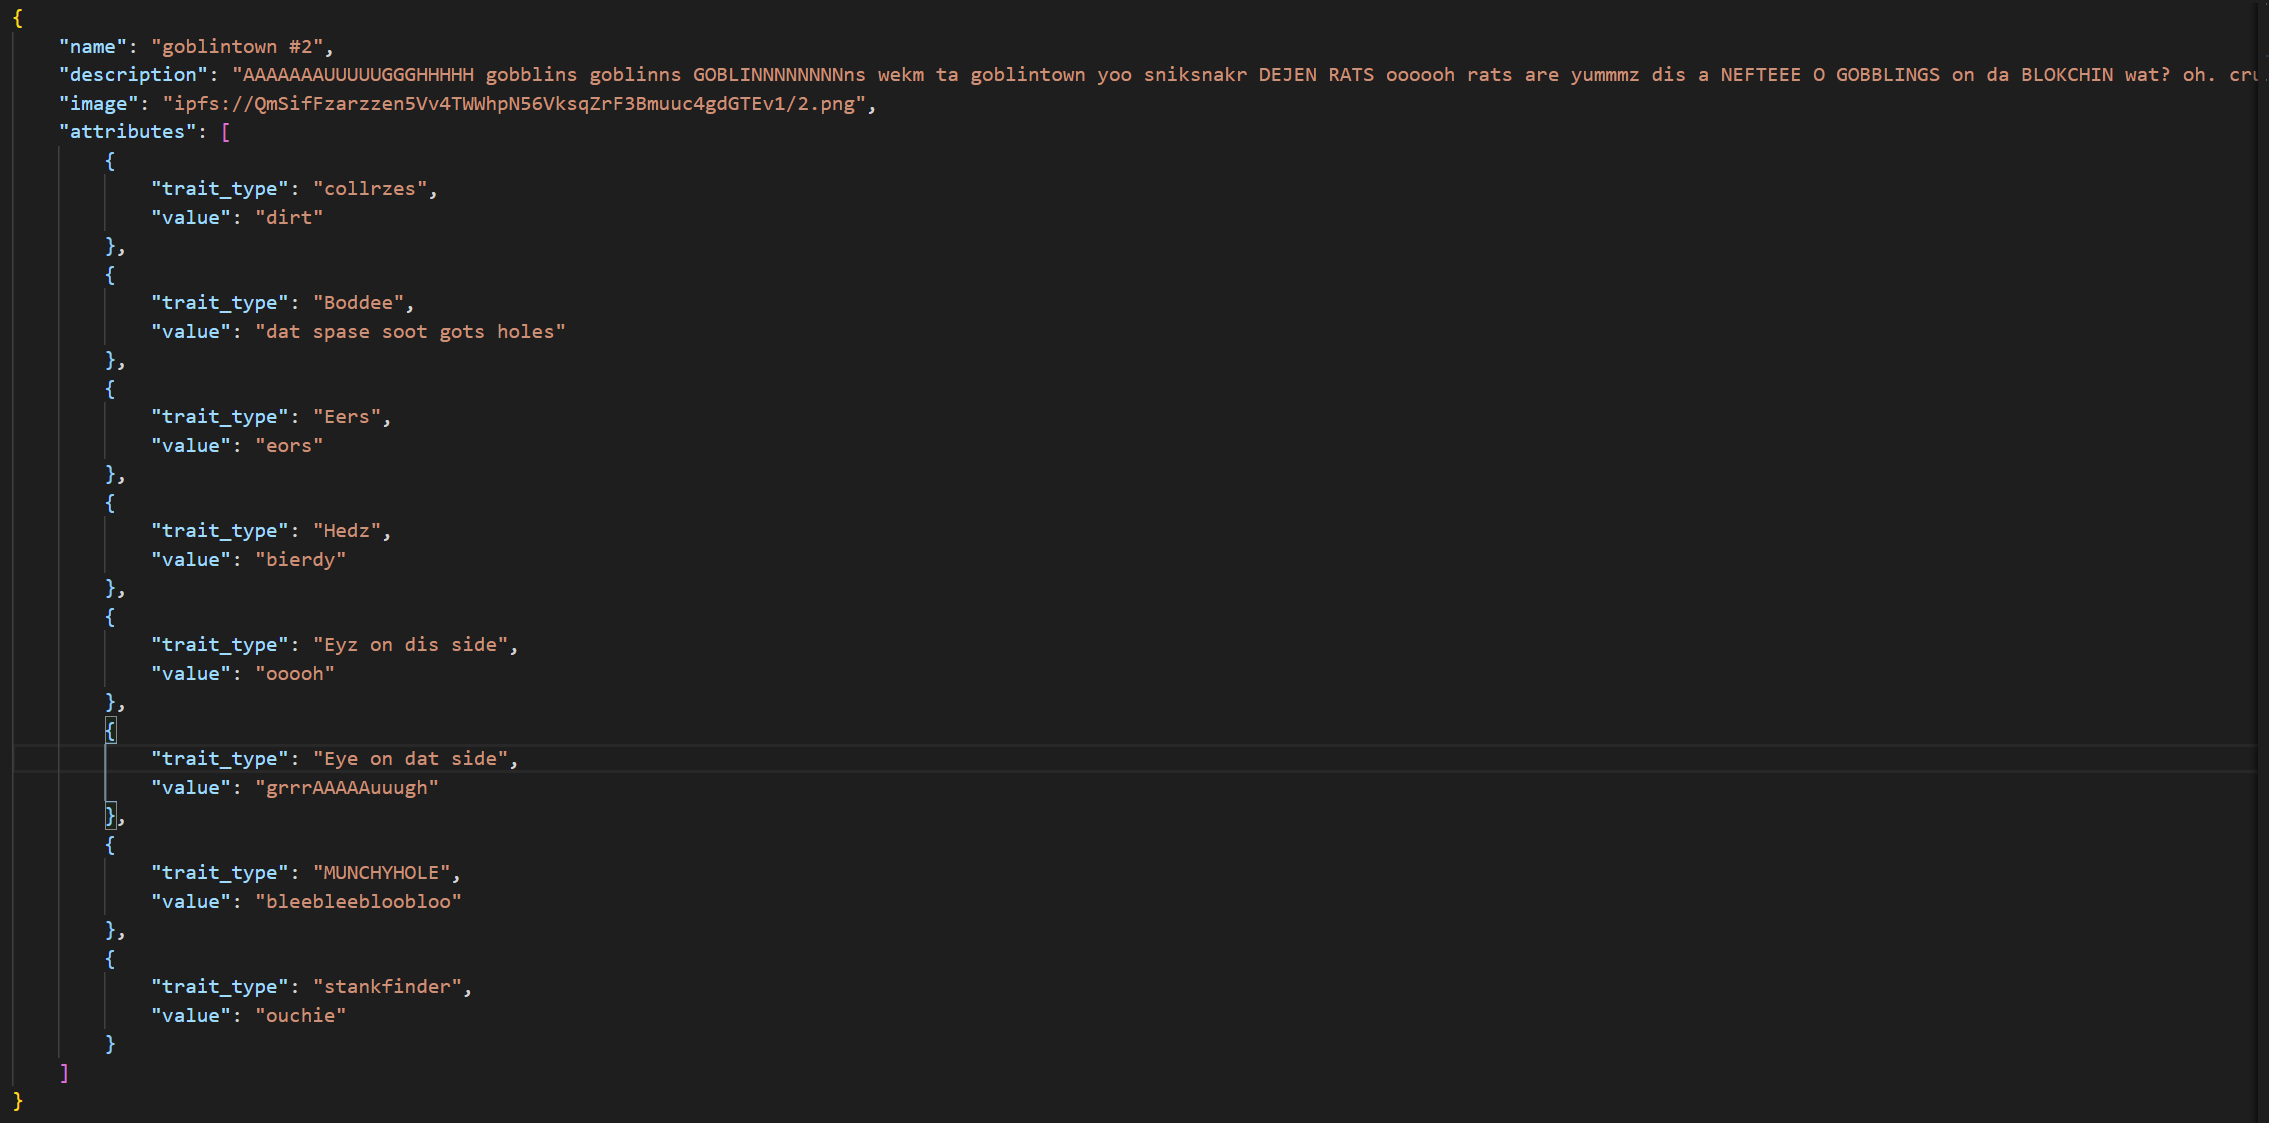 {
"name": "goblintown #2",
"description": "AAAAAAAUUUUUGGGHHHHH gobblins goblinns GOBLINNNNNNNNns wekm ta goblintown yoo sniksnakr DEJEN RATS oooooh rats are yummmz dis a NEFTEEE O GOBBLINGS on da BLOKCHIN wat? oh.
"image": "ipfs://QmSifFzarzzen5Vv4TWWhpN56VksqZrF3Bmuuc4gdGTEv1/2.png",
"attributes": [
{
"trait_type": "collrzes",
"value": "dirt"
},
{
"trait_type": "Boddee",
"value": "dat spase soot gots holes"
},
{
"trait_type": "Eers",
"value": "eors"
},
{
"trait_type": "Hedz",
"value": "bierdy"
},
{
"trait_type": "Eyz on dis side",
"value": "ooooh"
},
{
"trait_type": "Eye on dat side",
"value": "grrrAAAAAuuugh"
},
{
"trait_type": "MUNCHYHOLE",
"value": "bleebleebloobloo"
},
{
"trait_type": "stankfinder",
"value": "ouchie"
}
]
}